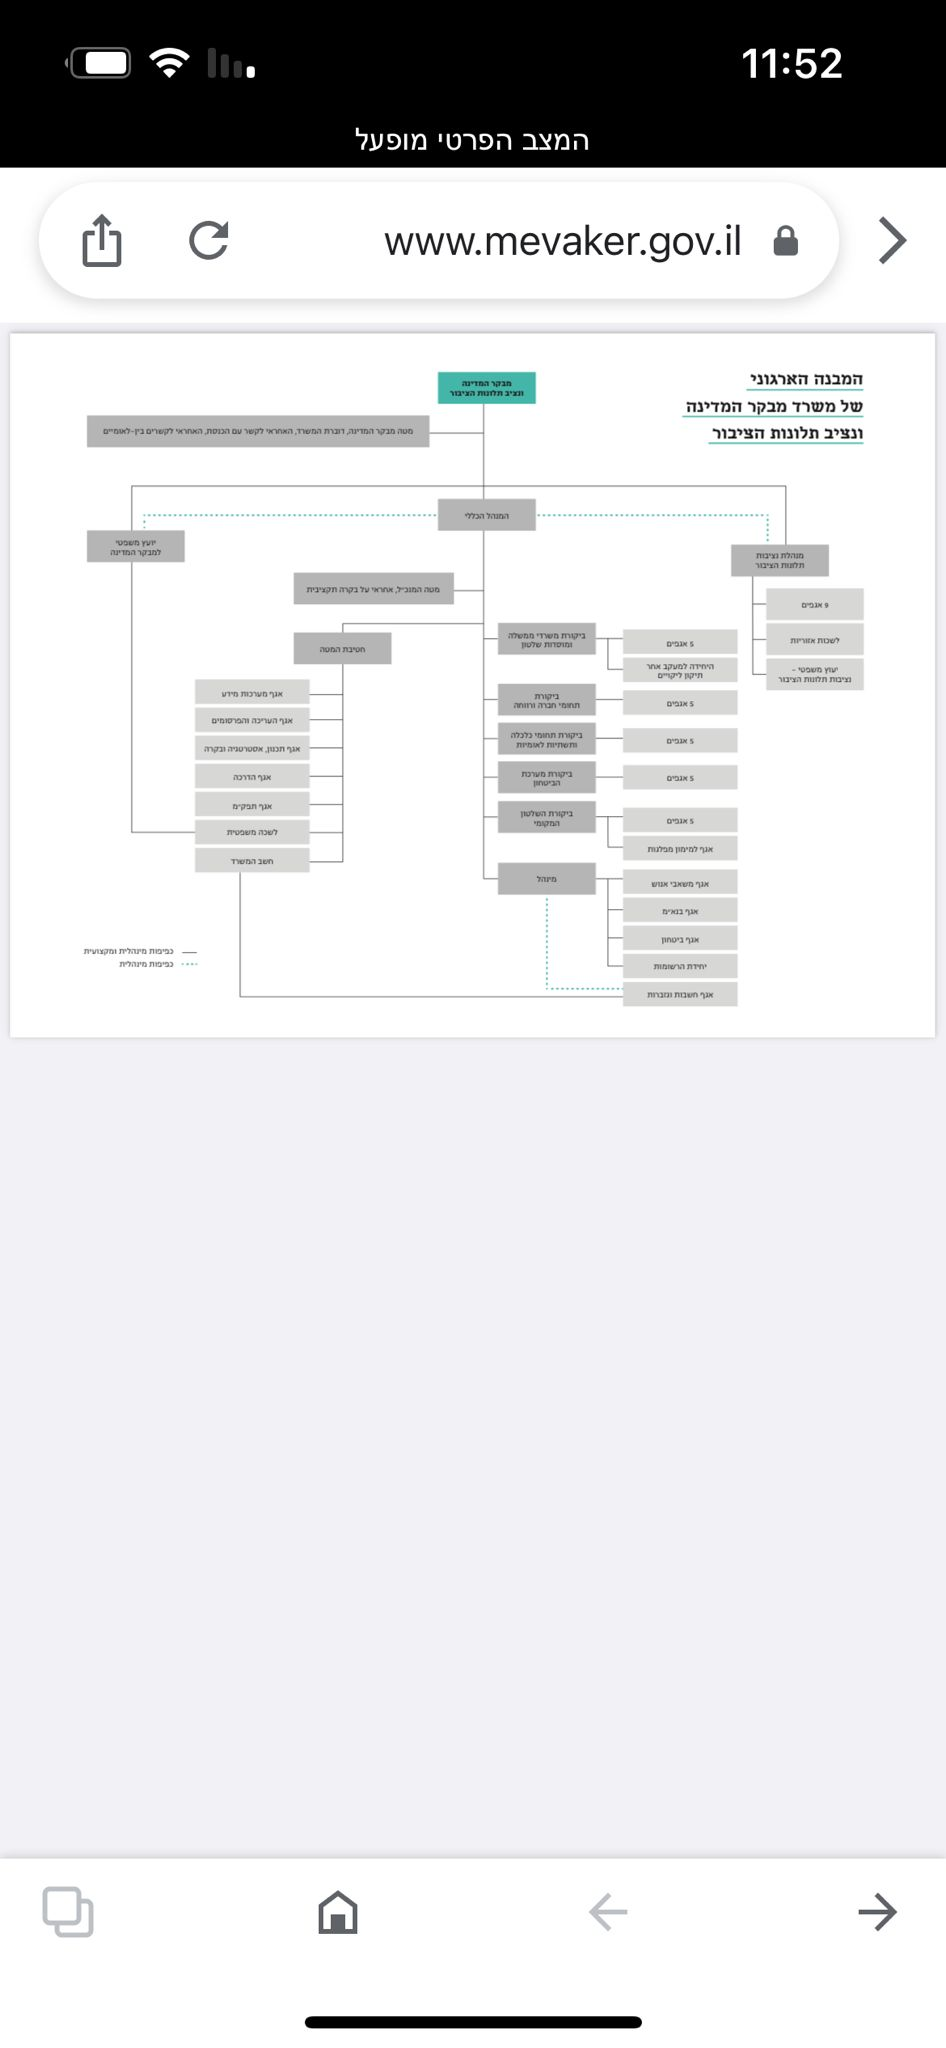 11:52
המצב הפרטי מופעל
www.mevaker.gov.il
המבנה הארגוני
של משרד מבקר המדינה
ונציב תלונות הציבור
מבקר המדינה
ונציב תלונות הציבור
מטה מבקר המדינה, דוברת המשרד, האחראי לקשר עם הכנסת, האחראי לקשרים בין-לאומיים
המנהל הכללי
יועץ משפטי
למבקר המדינה
מנהלת נציבות
תלונות הציבור
9 אגפים
לשכות אזוריות
יעוץ משפטי -
נציבות תלונות הציבור
מטה המנכ"ל, אחראי על בקרה תקציבית
חטיבת המטה
אגף מערכות מידע
אגף העריכה והפרסומים
אגף תכנון, אסטרטגיה ובקרה
אגף הדרכה
אגף תפק"מ
לשכה משפטית
חשב המשרד
ביקורת משרדי ממשלה
ומוסדות שלטון
5 אגפים
היחידה למעקב אחר
תיקון ליקויים
ביקורת
תחומי חברה ורווחה
5 אגפים
ביקורת תחומי כלכלה
ותשתיות לאומיות
5 אגפים
ביקורת מערכת
הביטחון
5 אגפים
ביקורת השלטון
המקומי
5 אגפים
אגף למימון מפלגות
מינהל
אגף משאבי אנוש
אגף בנא"מ
אגף ביטחון
יחידת הרשומות
אגף חשבות וגזברות
כפיפות מינהלית ומקצועית
כפיפות מינהלית